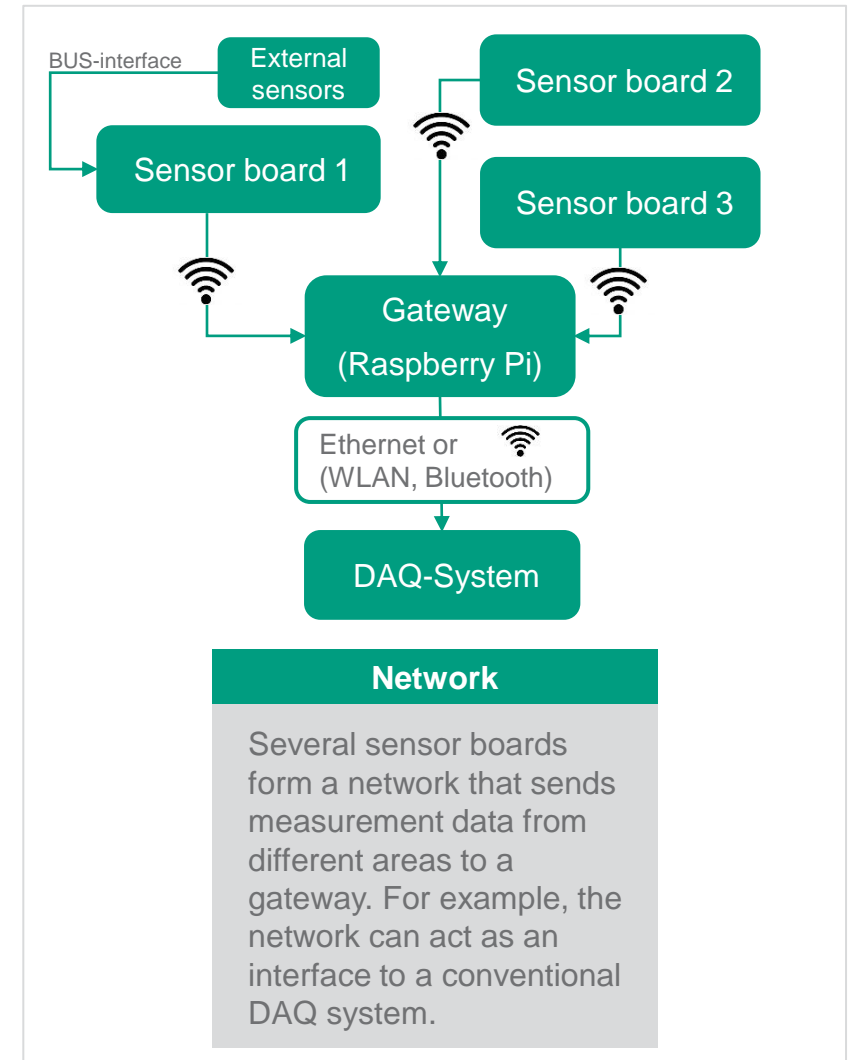 BUS-interface
External
sensors
Sensor board 2
Sensor board 1
Sensor board 3
Gateway
(Raspberry Pi)
Ethernet or
(WLAN, Bluetooth)
DAQ-System
Network
Several sensor boards
form a network that sends
measurement data from
different areas to a
gateway. For example, the
network can act as an
interface to a conventional
DAQ system.